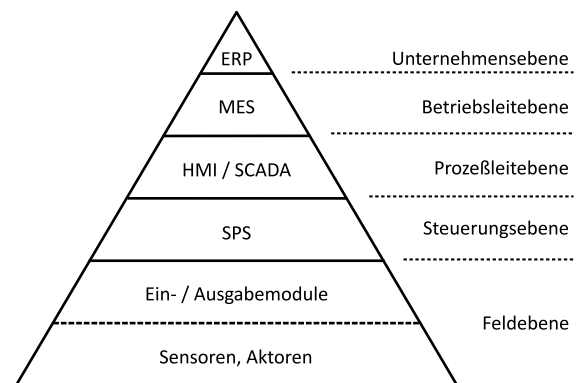 ERP
Unternehmensebene
MES
Betriebsleitebene
HMI / SCADA
Prozeßleitebene
SPS
Steuerungsebene
Ein- / Ausgabemodule
Feldebene
Sensoren, Aktoren